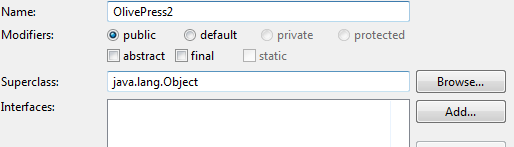 Name: OlivePress2
Modifiers: public default private protected
abstract final static
Superclass: java.lang.Object Browse...
Interfaces: Add...